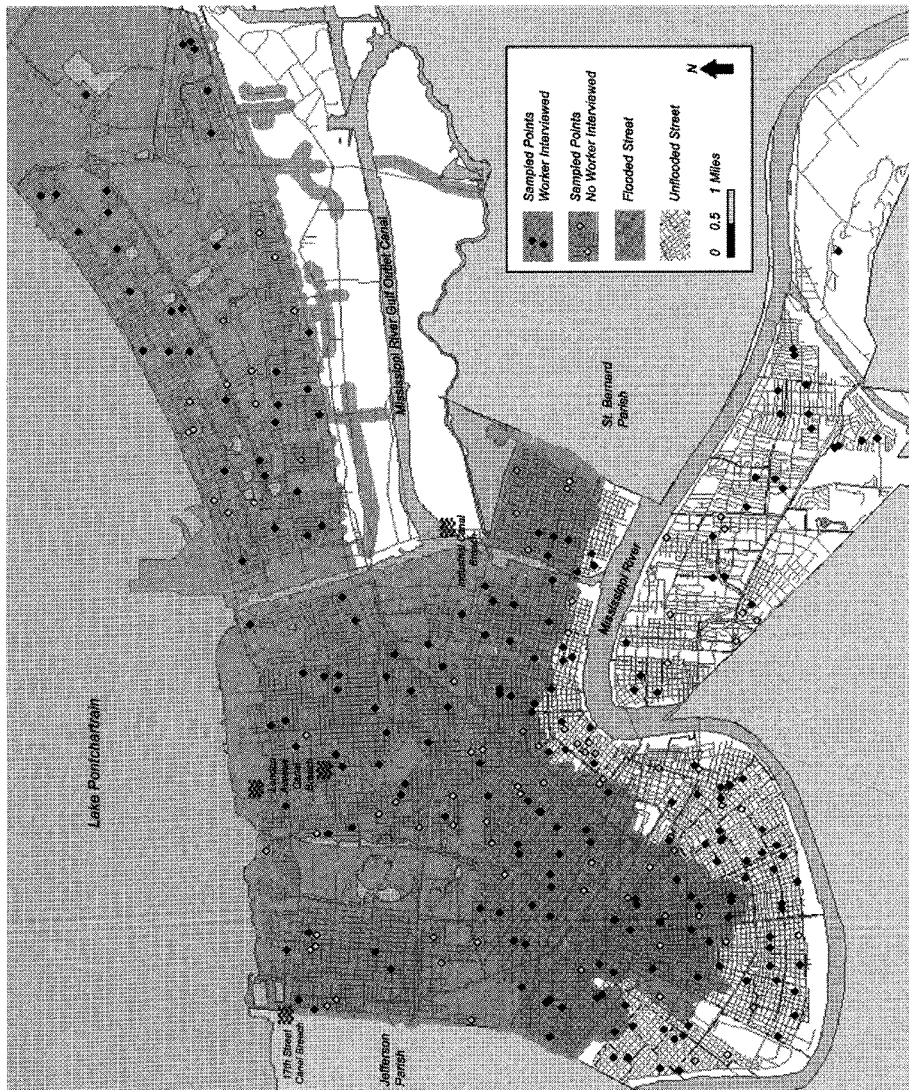 Lake Pontchartrain
17th Street
Canal Breach
London
Avenue
Canal
Breach
Jefferson
Parish
Industrial Canal
Breach
Mississippi River Gulf Outlet Canal
St. Bernard
Parish
Mississippi River
Sampled Points
Worker Interviewed
Sampled Points
No Worker Interviewed
Flooded Street
Unflooded Street
0 0.5 1 Miles
N